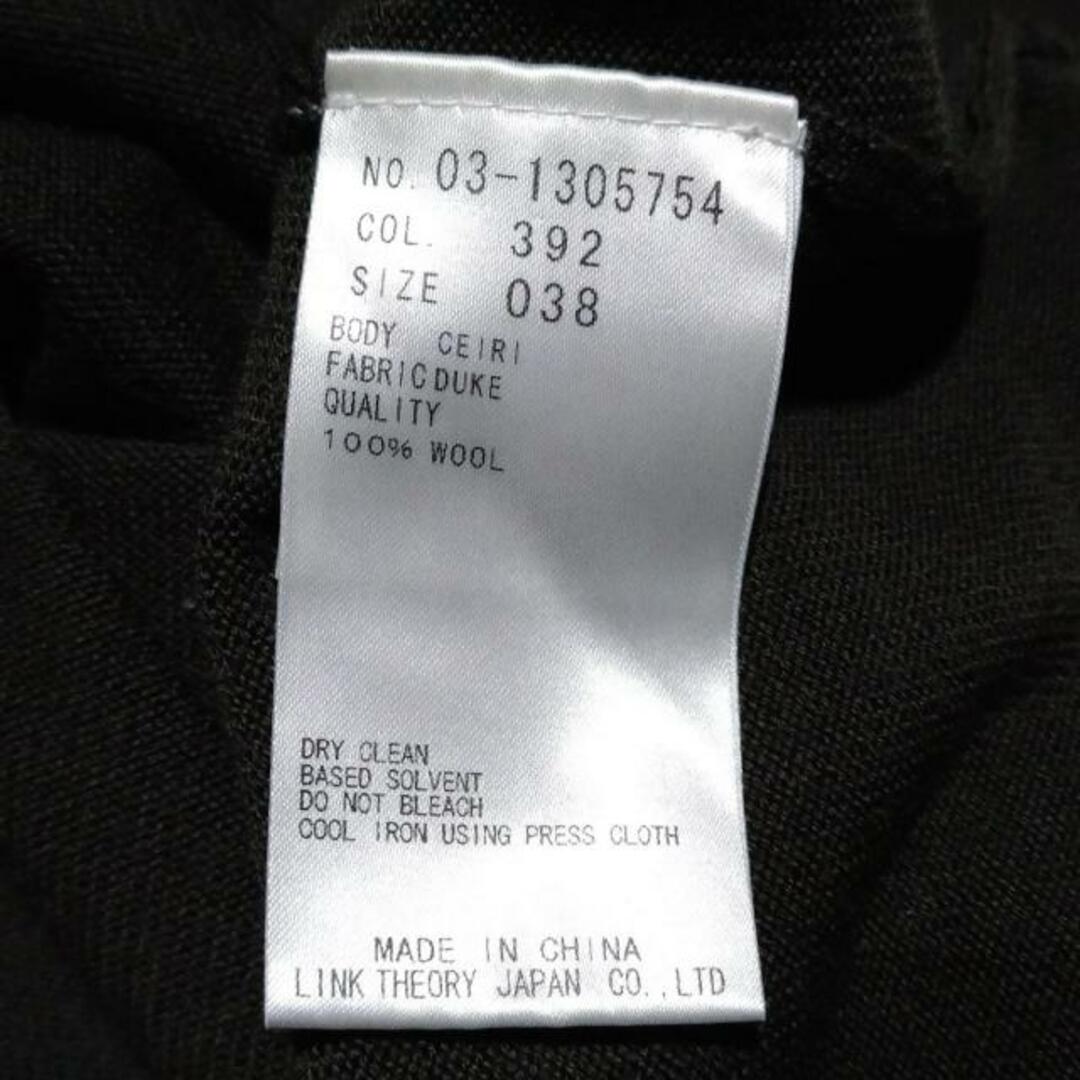 NO. 03-1305754
COL. 392
SIZE 038
BODY CEIRI
FABRIC DUKE
QUALITY
100% WOOL
DRY CLEAN
BASED SOLVENT
DO NOT BLEACH
COOL IRON USING PRESS CLOTH
MADE IN CHINA
LINK THEORY JAPAN CO.,LTD